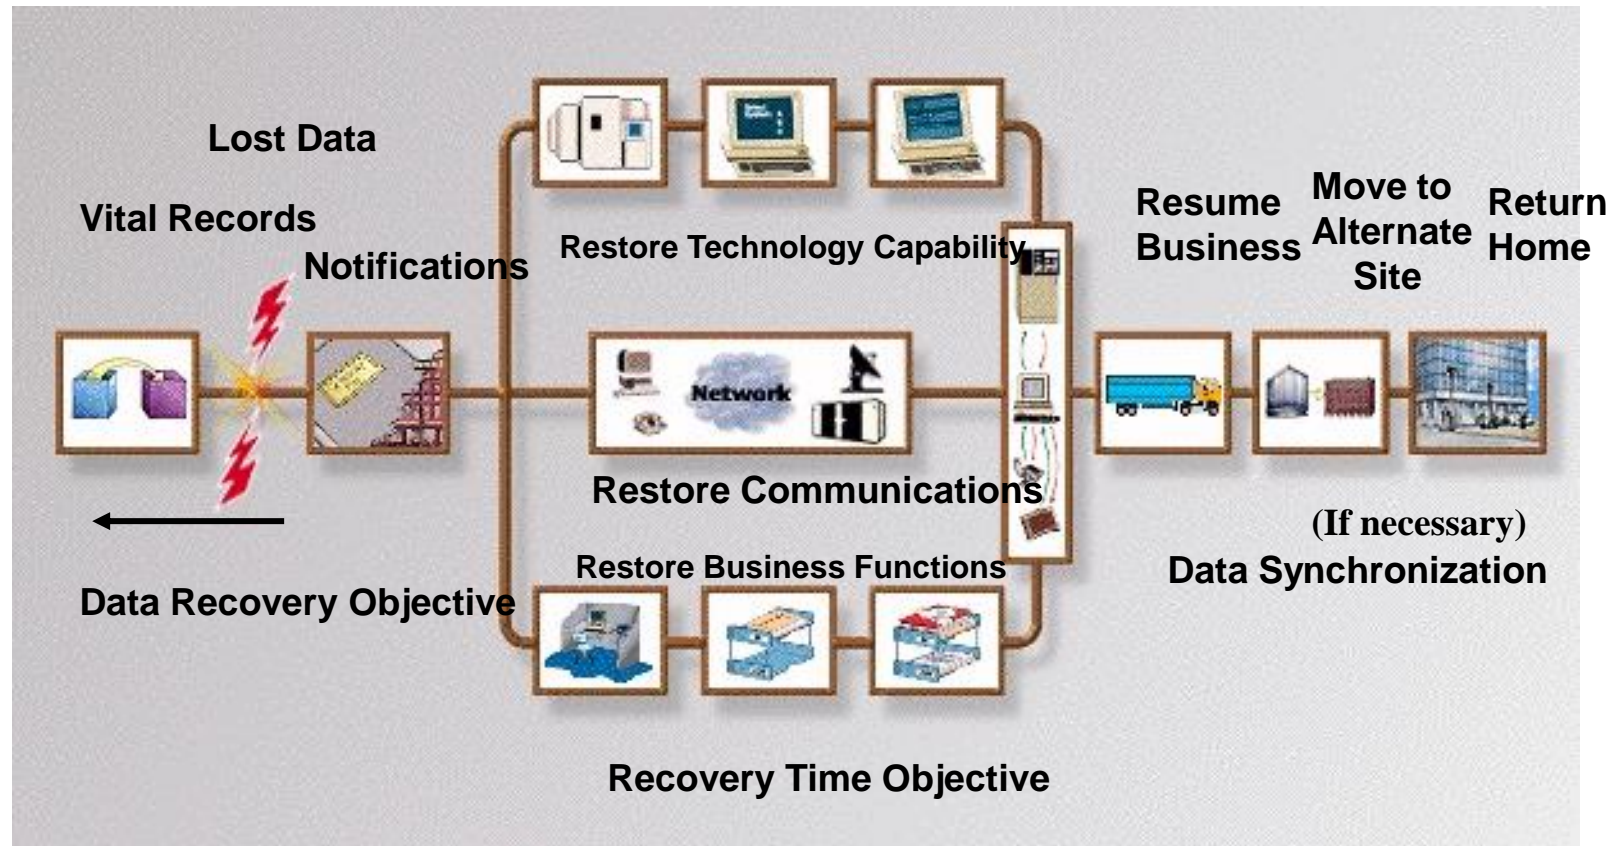 Lost Data
Vital Records
Notifications
Restore Technology Capability
Resume
Business
Move to
Alternate
Site
Return
Home
Network
Restore Communications
(If necessary)
Restore Business Functions
Data Synchronization
Data Recovery Objective
Recovery Time Objective